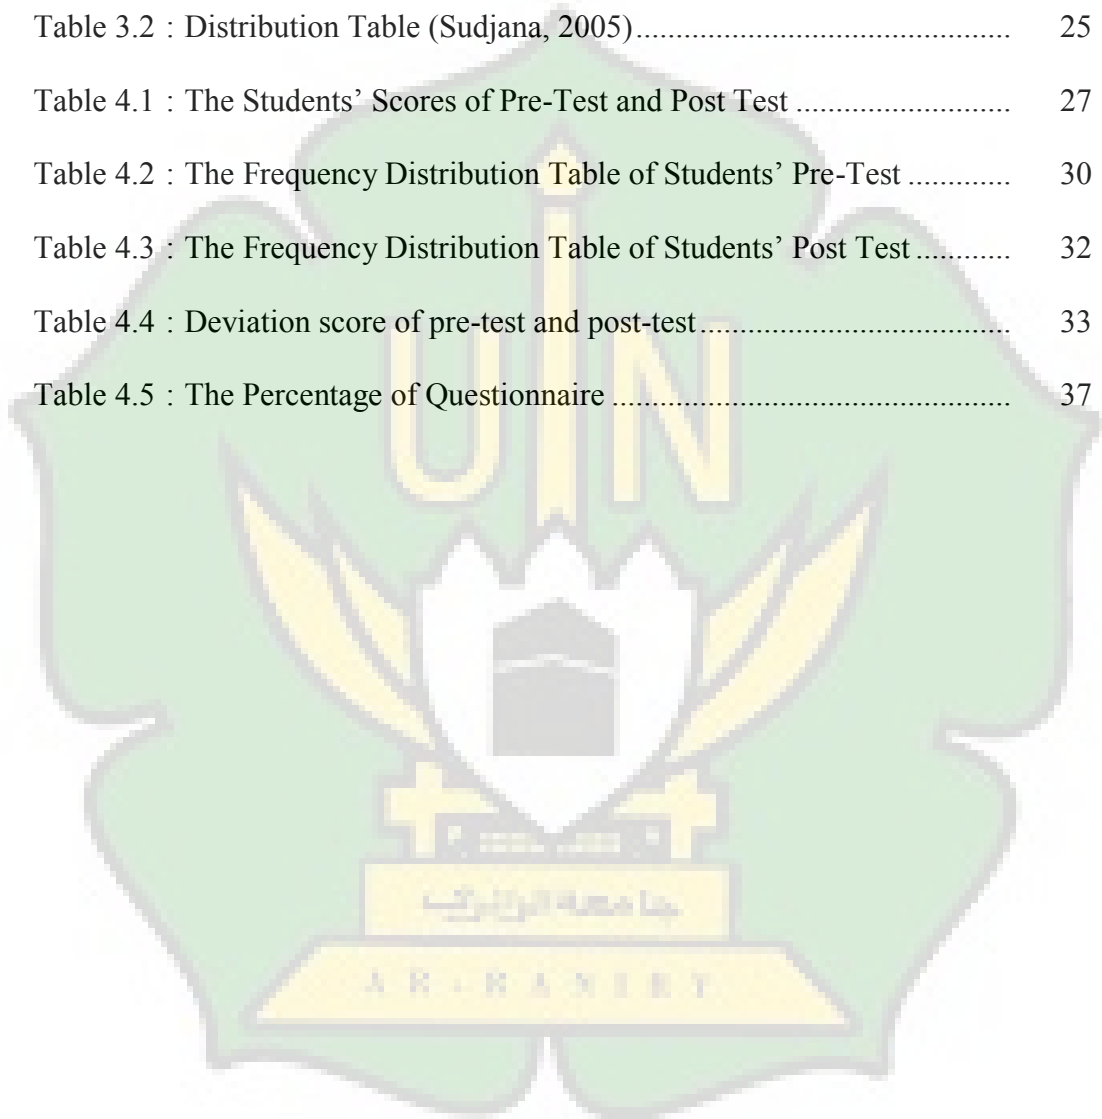 Table 3.2 : Distribution Table (Sudjana, 2005).............................................. 25
Table 4.1 : The Students’ Scores of Pre-Test and Post Test .......................... 27
Table 4.2 : The Frequency Distribution Table of Students’ Pre-Test ............. 30
Table 4.3 : The Frequency Distribution Table of Students’ Post Test ............ 32
Table 4.4 : Deviation score of pre-test and post-test...................................... 33
Table 4.5 : The Percentage of Questionnaire ................................................. 37
UIN
جامعة الرانيري
AR-RANIRY